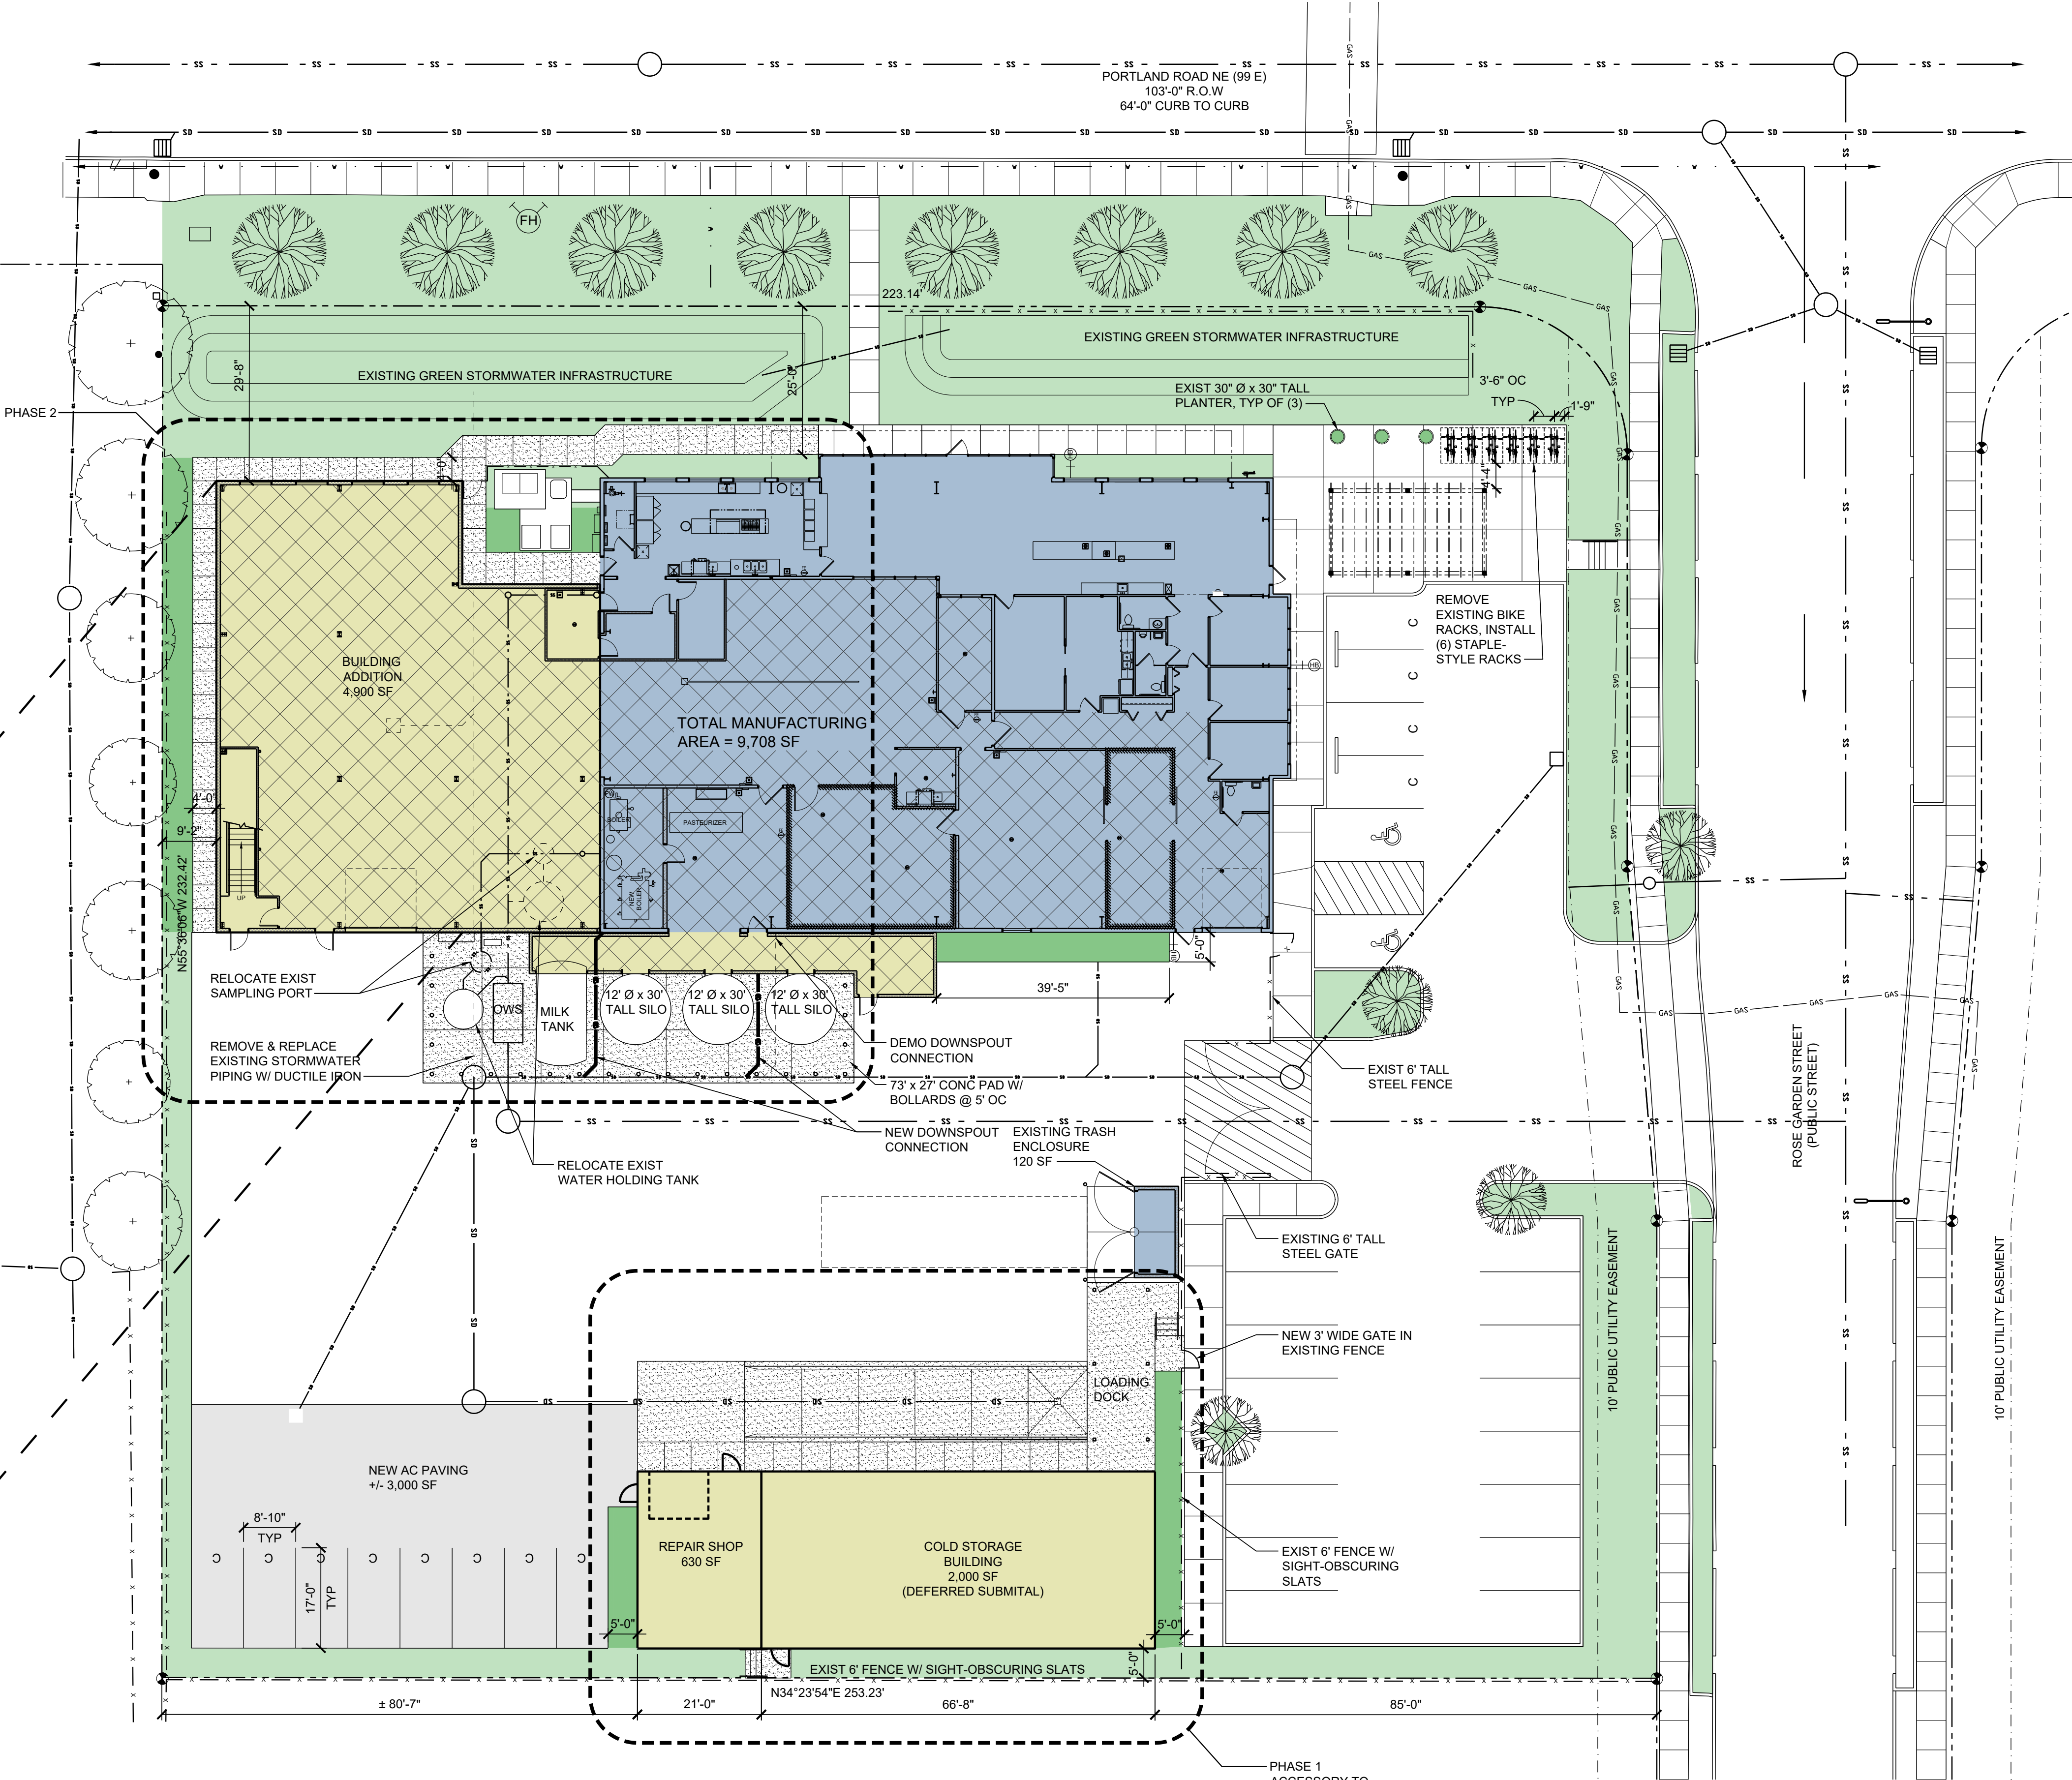 PORTLAND ROAD NE (99 E)
103'-0" R.O.W
64'-0" CURB TO CURB
GAS
SS
SD
FH
223.14'
EXISTING GREEN STORMWATER INFRASTRUCTURE
EXISTING GREEN STORMWATER INFRASTRUCTURE
29'-8"
25'-0"
EXIST 30" Ø x 30" TALL
PLANTER, TYP OF (3)
3'-6" OC
TYP
1'-9"
4'-4"
PHASE 2
BUILDING
ADDITION
4,900 SF
TOTAL MANUFACTURING
AREA = 9,708 SF
REMOVE
EXISTING BIKE
RACKS, INSTALL
(6) STAPLE-
STYLE RACKS
C
C
C
C
HB
4'-0"
9'-2"
N55°36'06"W 232.42'
UP
BOILER
PASTEURIZER
NEW
BOILER
RELOCATE EXIST
SAMPLING PORT
OWS
MILK
TANK
12' Ø x 30'
TALL SILO
12' Ø x 30'
TALL SILO
12' Ø x 30'
TALL SILO
5'-0"
39'-5"
DEMO DOWNSPOUT
CONNECTION
REMOVE & REPLACE
EXISTING STORMWATER
PIPING W/ DUCTILE IRON
73' x 27' CONC PAD W/
BOLLARDS @ 5' OC
EXIST 6' TALL
STEEL FENCE
ROSE GARDEN STREET
(PUBLIC STREET)
NEW DOWNSPOUT
CONNECTION
EXISTING TRASH
ENCLOSURE
120 SF
RELOCATE EXIST
WATER HOLDING TANK
EXISTING 6' TALL
STEEL GATE
10' PUBLIC UTILITY EASEMENT
10' PUBLIC UTILITY EASEMENT
NEW 3' WIDE GATE IN
EXISTING FENCE
LOADING
DOCK
NEW AC PAVING
+/- 3,000 SF
8'-10"
TYP
17'-0"
TYP
C
C
C
C
C
C
C
C
REPAIR SHOP
630 SF
COLD STORAGE
BUILDING
2,000 SF
(DEFERRED SUBMITAL)
EXIST 6' FENCE W/
SIGHT-OBSCURING
SLATS
5'-0"
5'-0"
5'-0"
EXIST 6' FENCE W/ SIGHT-OBSCURING SLATS
N34°23'54"E 253.23'
± 80'-7"
21'-0"
66'-8"
85'-0"
PHASE 1
ACCESSORY TO